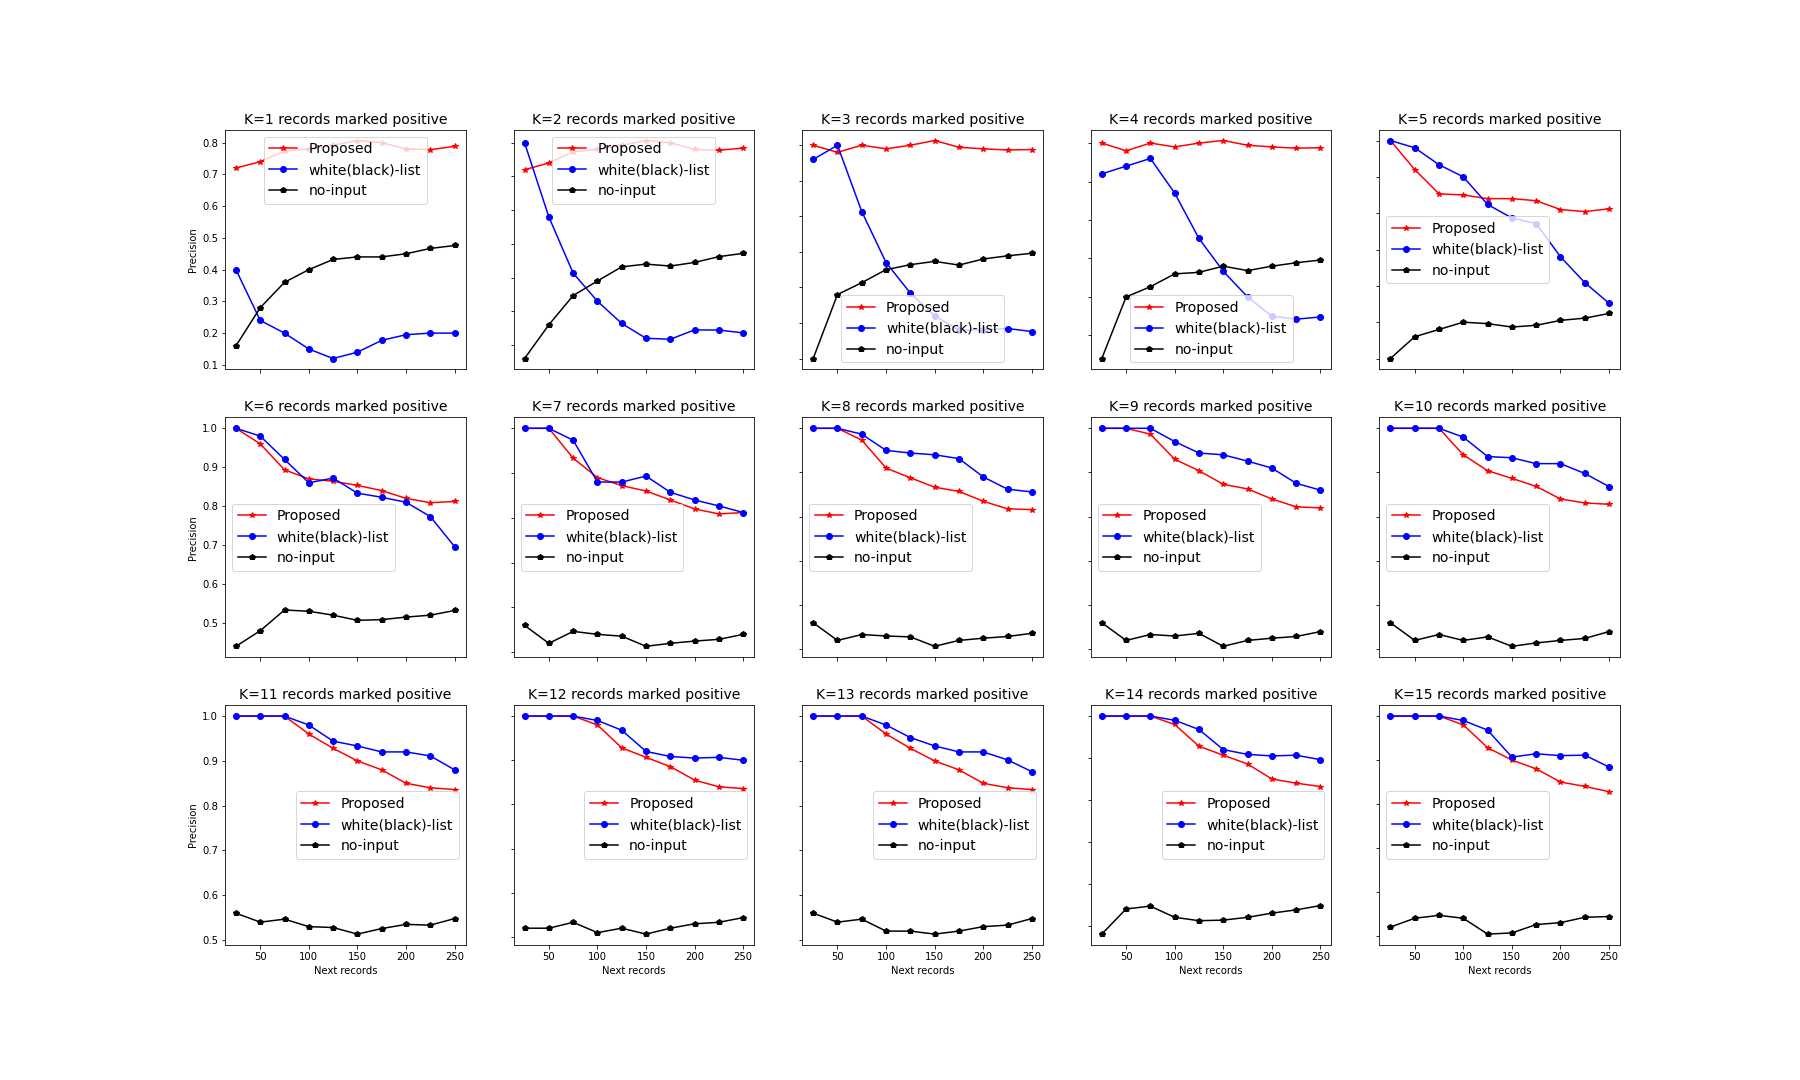 K=1 records marked positive
K=2 records marked positive
K=3 records marked positive
K=4 records marked positive
K=5 records marked positive
Precision
0.8
0.7
0.6
0.5
0.4
0.3
0.2
0.1
Proposed
white(black)-list
no-input
Proposed
white(black)-list
no-input
Proposed
white(black)-list
no-input
Proposed
white(black)-list
no-input
Proposed
white(black)-list
no-input
K=6 records marked positive
K=7 records marked positive
K=8 records marked positive
K=9 records marked positive
K=10 records marked positive
Precision
1.0
0.9
0.8
0.7
0.6
0.5
Proposed
white(black)-list
no-input
Proposed
white(black)-list
no-input
Proposed
white(black)-list
no-input
Proposed
white(black)-list
no-input
Proposed
white(black)-list
no-input
K=11 records marked positive
K=12 records marked positive
K=13 records marked positive
K=14 records marked positive
K=15 records marked positive
Precision
1.0
0.9
0.8
0.7
0.6
0.5
Proposed
white(black)-list
no-input
Proposed
white(black)-list
no-input
Proposed
white(black)-list
no-input
Proposed
white(black)-list
no-input
Proposed
white(black)-list
no-input
50 100 150 200 250
50 100 150 200 250
50 100 150 200 250
50 100 150 200 250
50 100 150 200 250
Next records
Next records
Next records
Next records
Next records